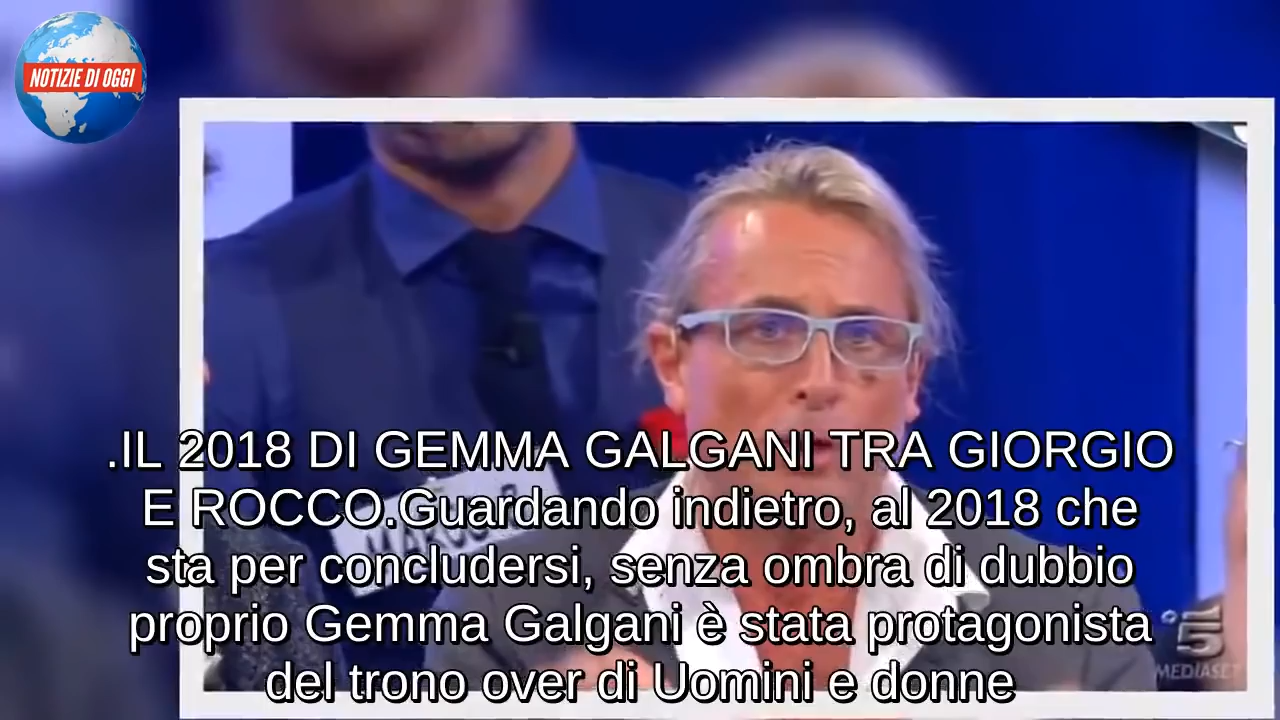 NOTIZIE DI OGGI
.IL 2018 DI GEMMA GALGANI TRA GIORGIO
E ROCCO.Guardando indietro, al 2018 che
sta per concludersi, senza ombra di dubbio
proprio Gemma Galgani è stata protagonista
del trono over di Uomini e donne
5
MEDIASET